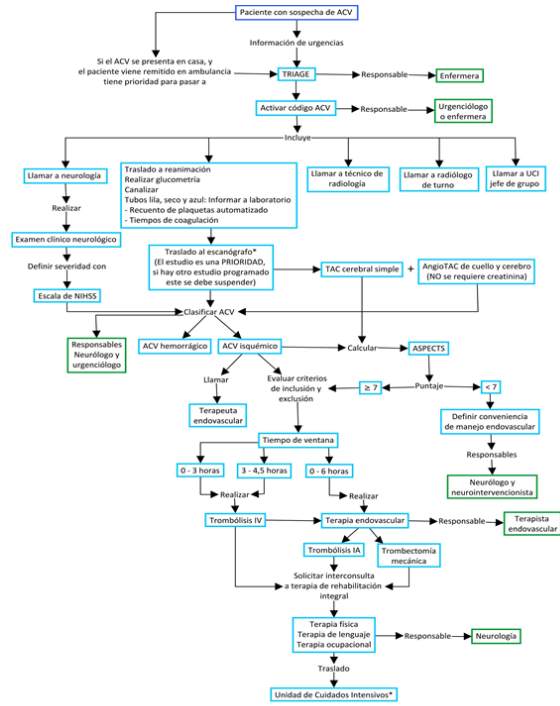 Paciente con sospecha de ACV
Información de urgencias
Si el ACV se presenta en casa, y
el paciente viene remitido en ambulancia
tiene prioridad para pasar a
TRIAGE
Responsable
Enfermera
Activar código ACV
Responsable
Urgenciólogo
o enfermera
Incluye
Llamar a neurología
Traslado a reanimación
Realizar glucometría
Canalizar
Tubos lila, seco y azul: Informar a laboratorio
- Recuento de plaquetas automatizado
- Tiempos de coagulación
Llamar a técnico de
radiología
Llamar a radiólogo
de turno
Llamar a UCI
jefe de grupo
Realizar
Examen clínico neurológico
Definir severidad con
Escala de NIHSS
Traslado al escanógrafo*
(El estudio es una PRIORIDAD,
si hay otro estudio programado
este se debe suspender)
TAC cerebral simple
+
AngioTAC de cuello y cerebro
(NO se requiere creatinina)
Clasificar ACV
Responsables
Neurólogo y
urgenciólogo
ACV hemorrágico
ACV isquémico
Calcular
ASPECTS
Llamar
Terapeuta
endovascular
Evaluar criterios
de inclusión y
exclusión
≥ 7
Puntaje
< 7
Definir conveniencia
de manejo endovascular
Responsables
Neurólogo y
neurointervencionista
Tiempo de ventana
0 - 3 horas
3 - 4,5 horas
0 - 6 horas
Realizar
Realizar
Trombólisis IV
Terapia endovascular
Responsable
Terapista
endovascular
Trombólisis IA
Trombectomía
mecánica
Solicitar interconsulta
a terapia de rehabilitación
integral
Terapia física
Terapia de lenguaje
Terapia ocupacional
Responsable
Neurología
Traslado
Unidad de Cuidados Intensivos*